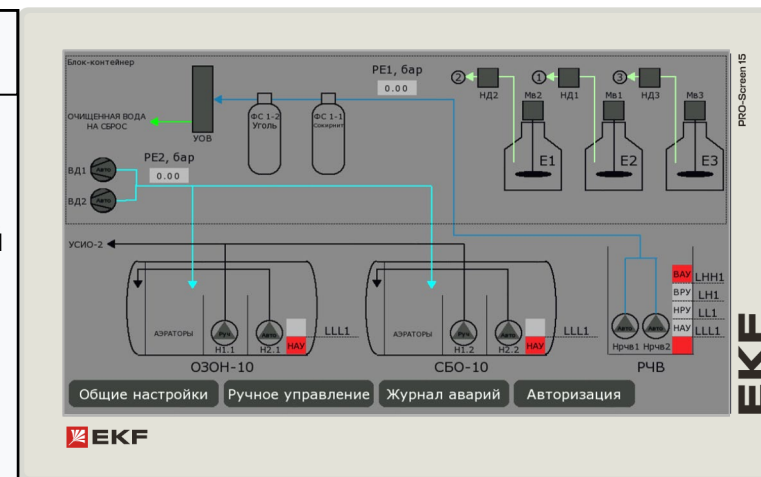 Блок-контейнер
PE1, бар
0.00
2
НД2
Мв2
1
НД1
Мв1
3
НД3
Мв3
ОЧИЩЕННАЯ ВОДА
НА СБРОС
УОВ
ФС 1-2
Уголь
ФС 1-1
Сокирнит
E1
E2
E3
PE2, бар
0.00
ВД1
Авто
ВД2
Авто
УСИО-2
АЭРАТОРЫ
Руч
Н1.1
Авто
Н2.1
НАУ
LLL1
ОЗОН-10
АЭРАТОРЫ
Руч
Н1.2
Авто
Н2.2
НАУ
LLL1
СБО-10
ВАУ LHH1
ВРУ LH1
НРУ LL1
НАУ LLL1
Авто
Нрчв1
Авто
Нрчв2
РЧВ
Общие настройки
Ручное управление
Журнал аварий
Авторизация
EKF
PRO-Screen 15
EKF